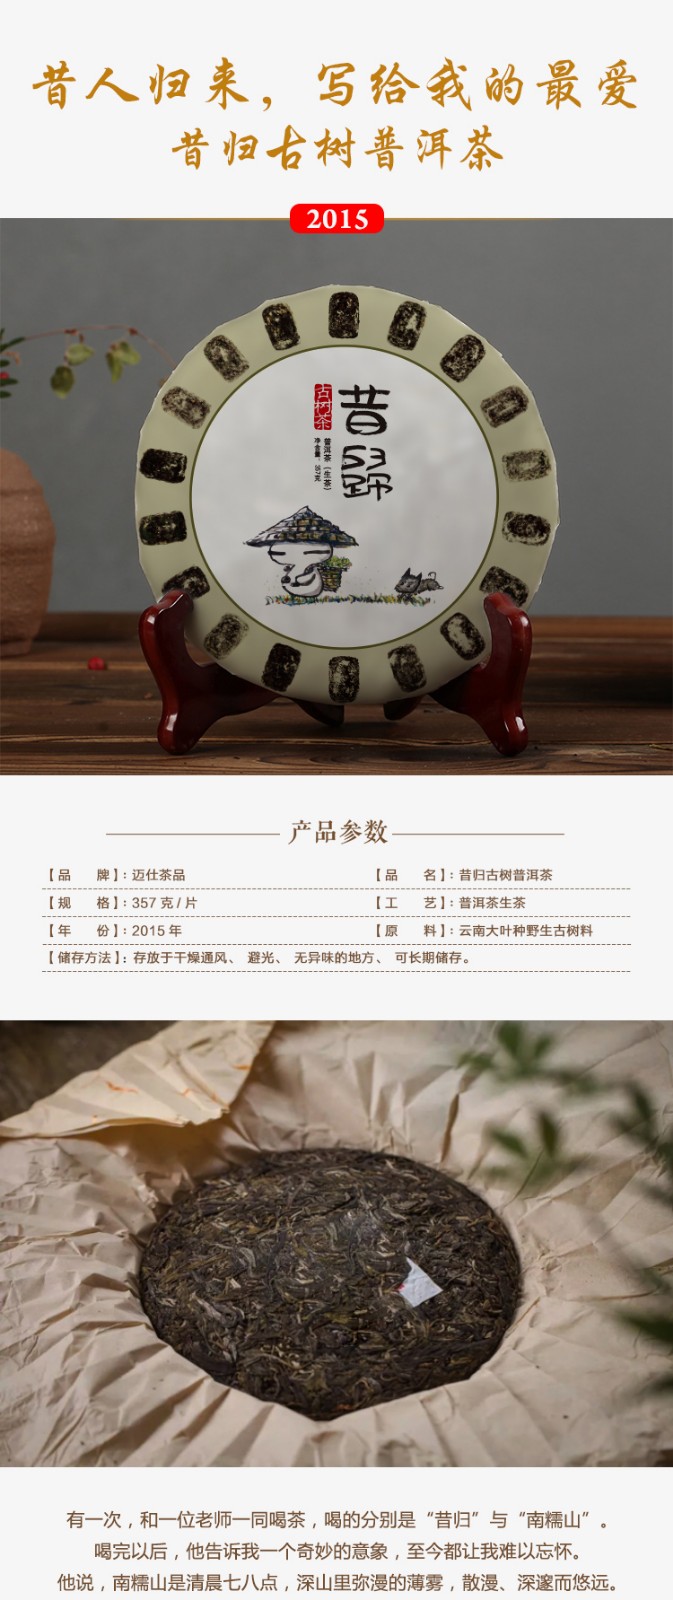 昔人归来，写给我的最爱
昔归古树普洱茶
2015
古树茶
昔歸
普洱茶（生茶）
净含量：357克
产品参数
【品 牌】：迈仕茶品 【品 名】：昔归古树普洱茶
【规 格】：357 克 / 片 【工 艺】：普洱茶生茶
【年 份】：2015 年 【原 料】：云南大叶种野生古树料
【储存方法】：存放于干燥通风、 避光、 无异味的地方、 可长期储存。
有一次，和一位老师一同喝茶，喝的分别是“昔归”与“南糯山”。
喝完以后，他告诉我一个奇妙的意象，至今都让我难以忘怀。
他说，南糯山是清晨七八点，深山里弥漫的薄雾，散漫、深邃而悠远。